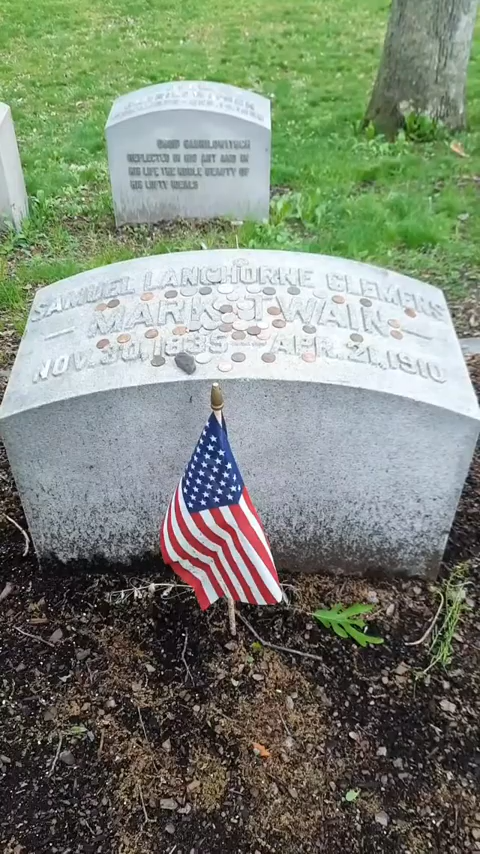 OSSIP GABRILOWITSCH
REFLECTED IN HIS ART AND IN
HIS LIFE THE NOBLE BEAUTY OF
HIS LOFTY IDEALS
SAMUEL LANGHORNE CLEMENS
— MARK TWAIN —
NOV. 30, 1835 — APR. 21, 1910